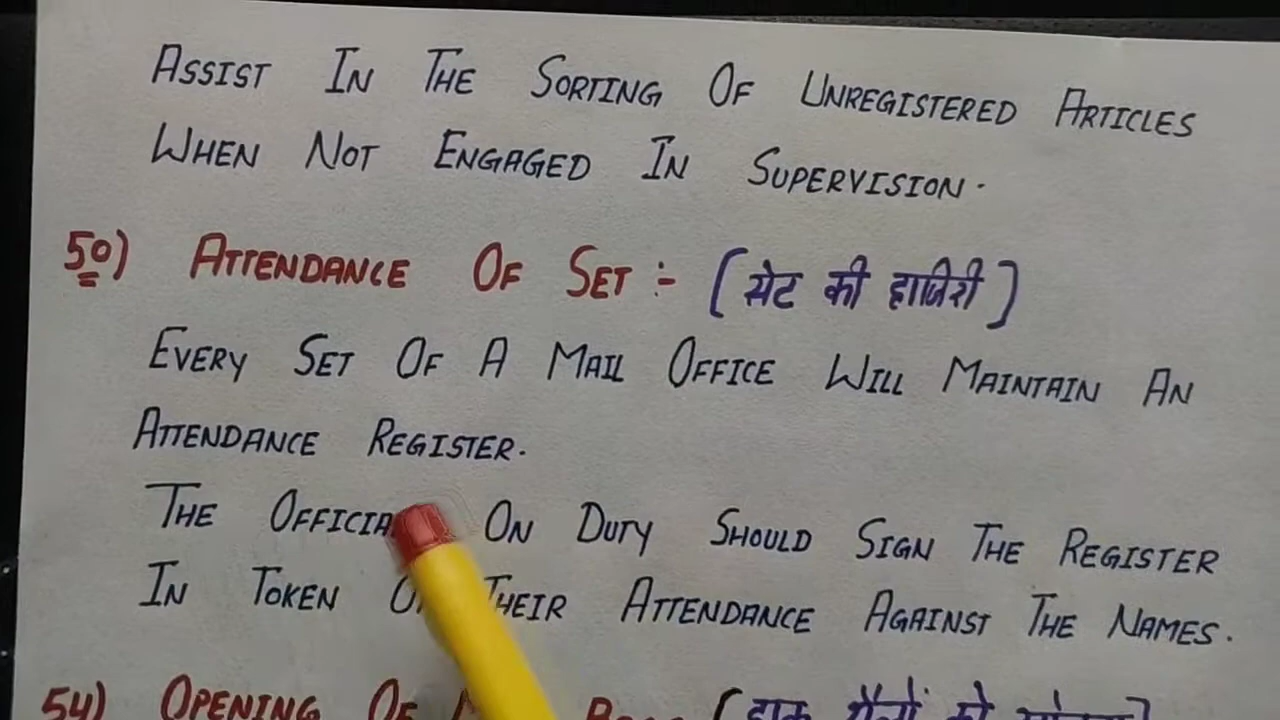 ASSIST IN THE SORTING OF UNREGISTERED ARTICLES
WHEN NOT ENGAGED IN SUPERVISION.
50) ATTENDANCE OF SET :- (सेट की हाजिरी)
EVERY SET OF A MAIL OFFICE WILL MAINTAIN AN
ATTENDANCE REGISTER.
THE ON DUTY SHOULD SIGN THE REGISTER
IN TOKEN THEIR ATTENDANCE AGAINST THE NAMES.
54) OPENING OF